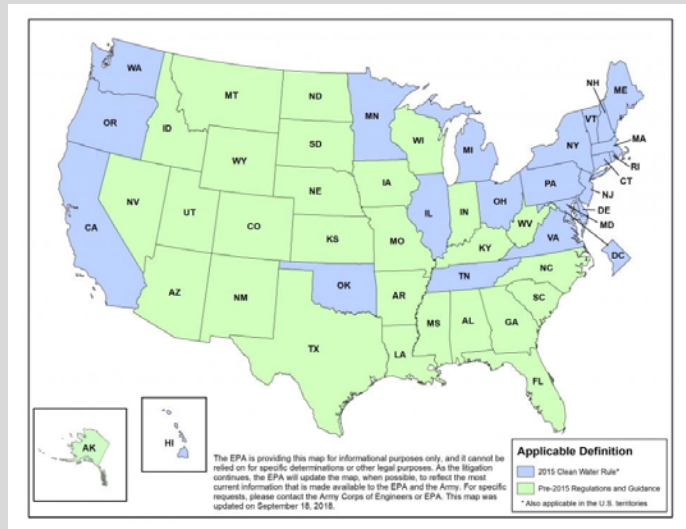 WA
OR
CA
ID
NV
MT
WY
UT
AZ
CO
NM
ND
SD
NE
KS
OK
TX
MN
IA
MO
AR
LA
WI
IL
MI
IN
OH
KY
TN
MS
AL
GA
FL
SC
NC
VA
WV
PA
NY
VT
NH
ME
MA
RI
CT
NJ
DE
MD
DC
AK
HI
The EPA is providing this map for informational purposes only, and it cannot be
relied on for specific determinations or other legal purposes. As the litigation
continues, the EPA will update the map, when possible, to reflect the most
current information that is made available to the EPA and the Army. For specific
requests, please contact the Army Corps of Engineers or EPA. This map was
updated on September 18, 2018.
Applicable Definition
2015 Clean Water Rule*
Pre-2015 Regulations and Guidance
* Also applicable in the U.S. territories